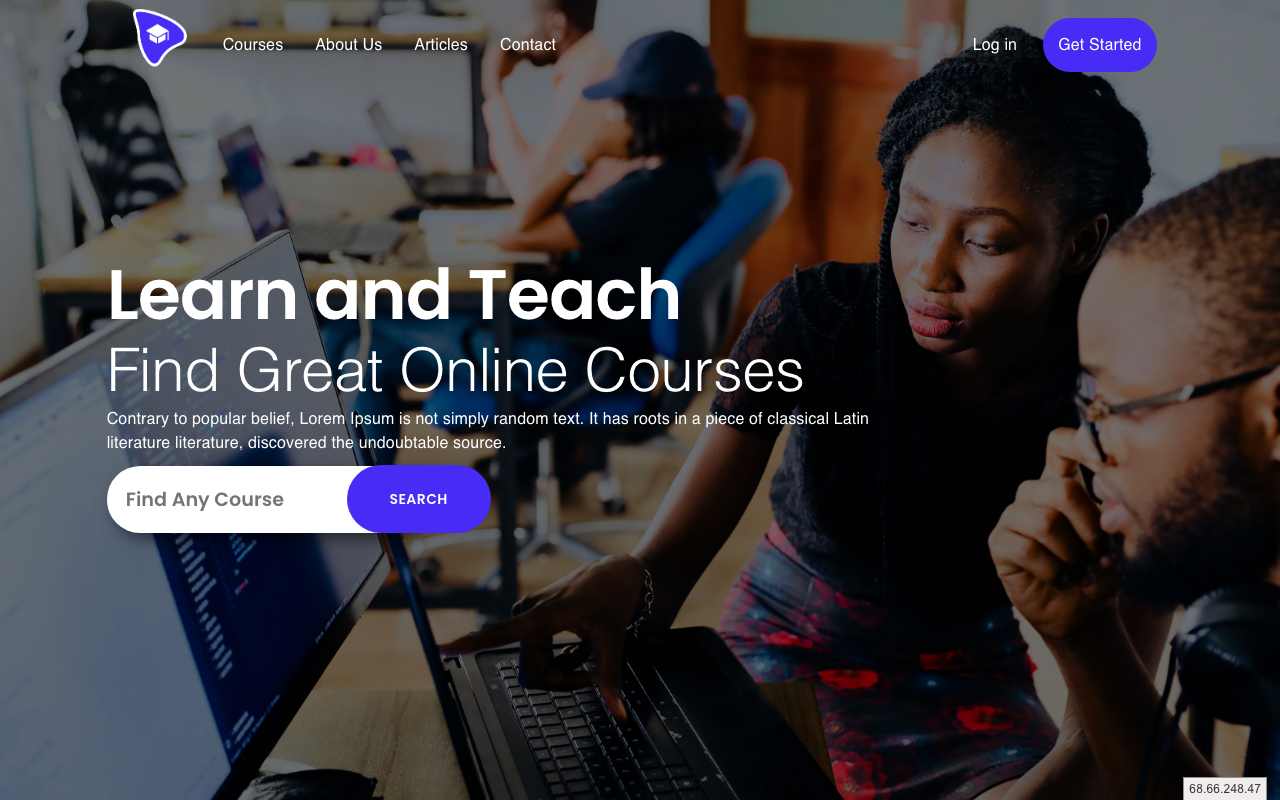 Courses
About Us
Articles
Contact
Log in
Get Started
Learn and Teach
Find Great Online Courses
Contrary to popular belief, Lorem Ipsum is not simply random text. It has roots in a piece of classical Latin
literature literature, discovered the undoubtable source.
Find Any Course
SEARCH
68.66.248.47